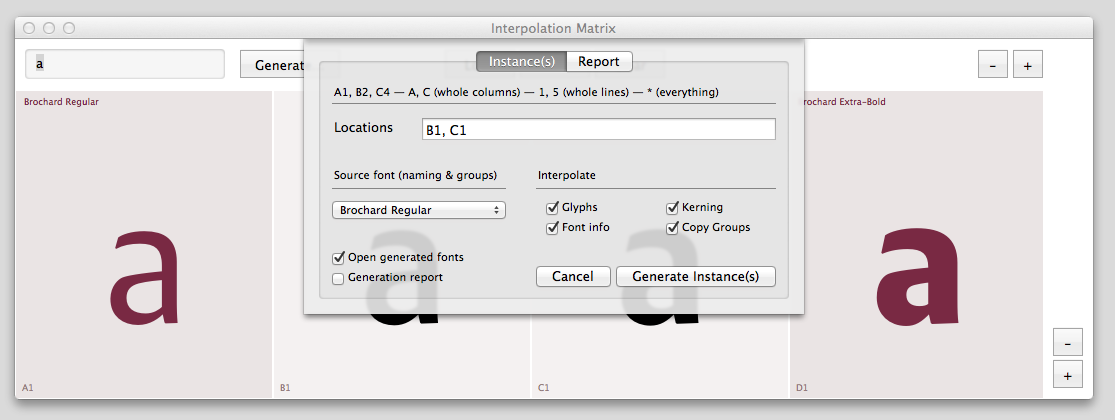 Interpolation Matrix
a
Generat
Instance(s)
Report
-
+
Brochard Regular
rochard Extra-Bold
A1, B2, C4 — A, C (whole columns) — 1, 5 (whole lines) — * (everything)
Locations
B1, C1
Source font (naming & groups)
Interpolate
Brochard Regular
Glyphs
Kerning
Font info
Copy Groups
Open generated fonts
Generation report
Cancel
Generate Instance(s)
a
a
a
a
-
+
A1
B1
C1
D1